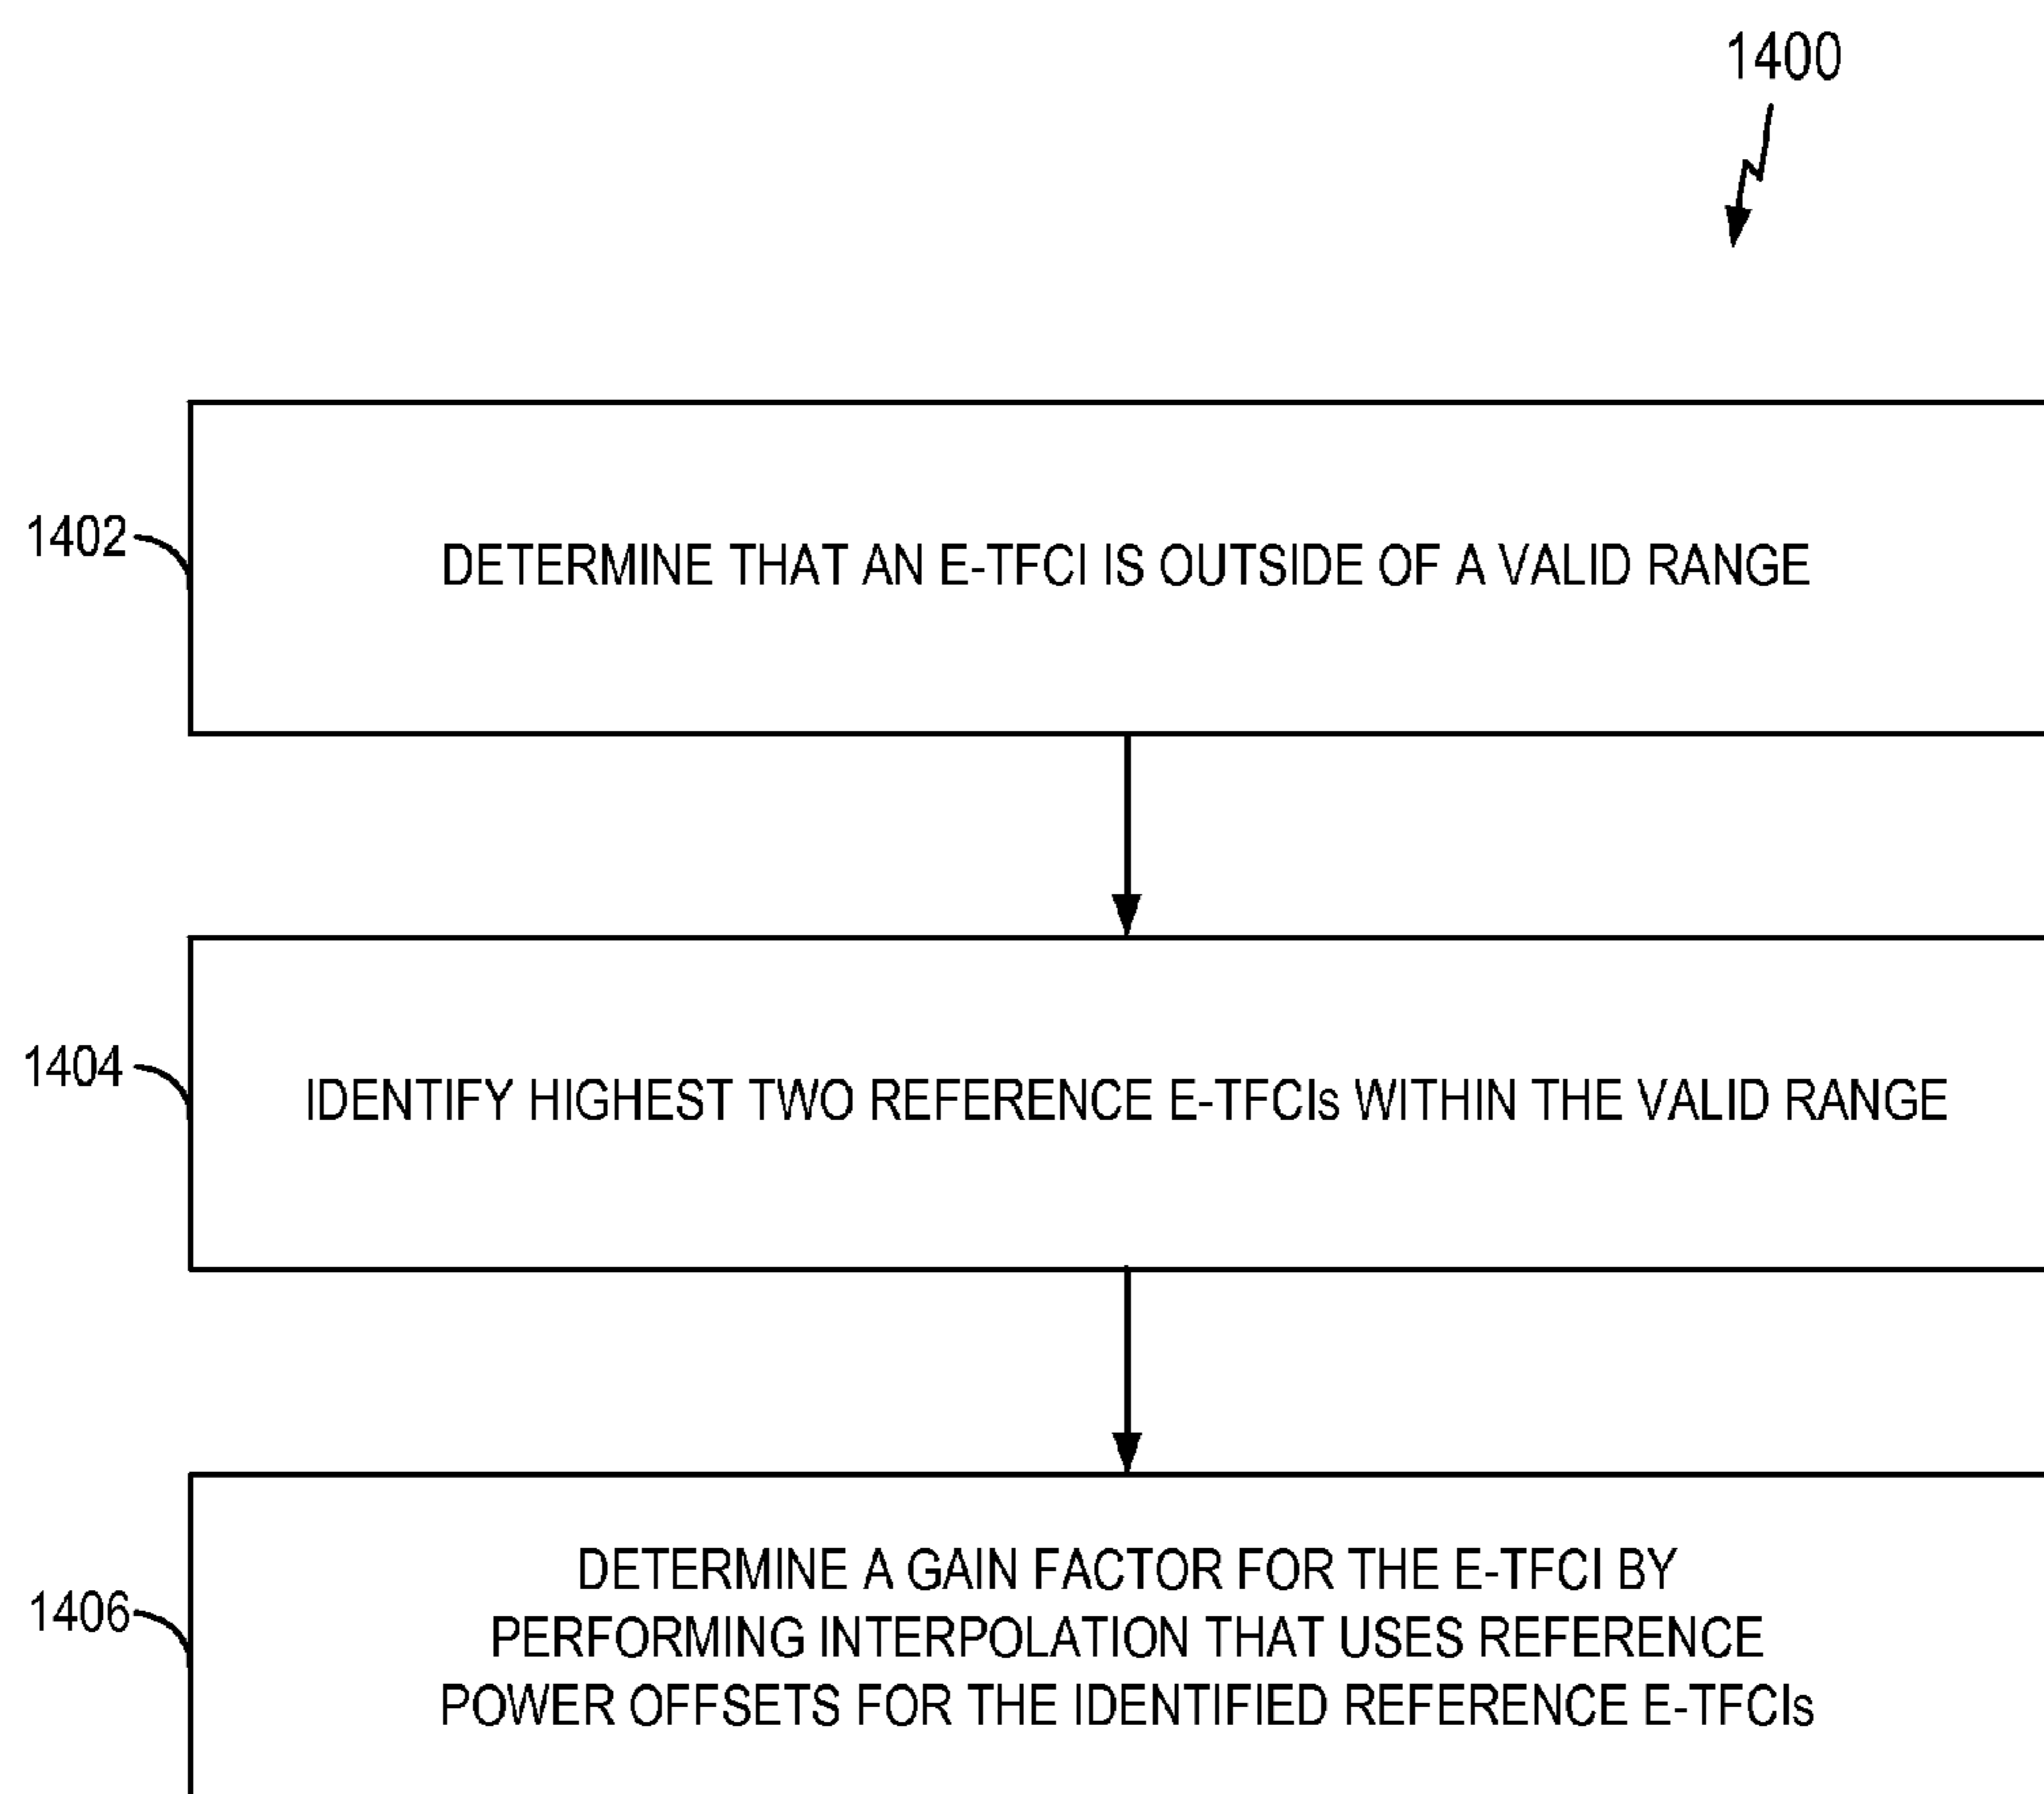 1400
1402
DETERMINE THAT AN E-TFCI IS OUTSIDE OF A VALID RANGE
1404
IDENTIFY HIGHEST TWO REFERENCE E-TFCIs WITHIN THE VALID RANGE
1406
DETERMINE A GAIN FACTOR FOR THE E-TFCI BY
PERFORMING INTERPOLATION THAT USES REFERENCE
POWER OFFSETS FOR THE IDENTIFIED REFERENCE E-TFCIs